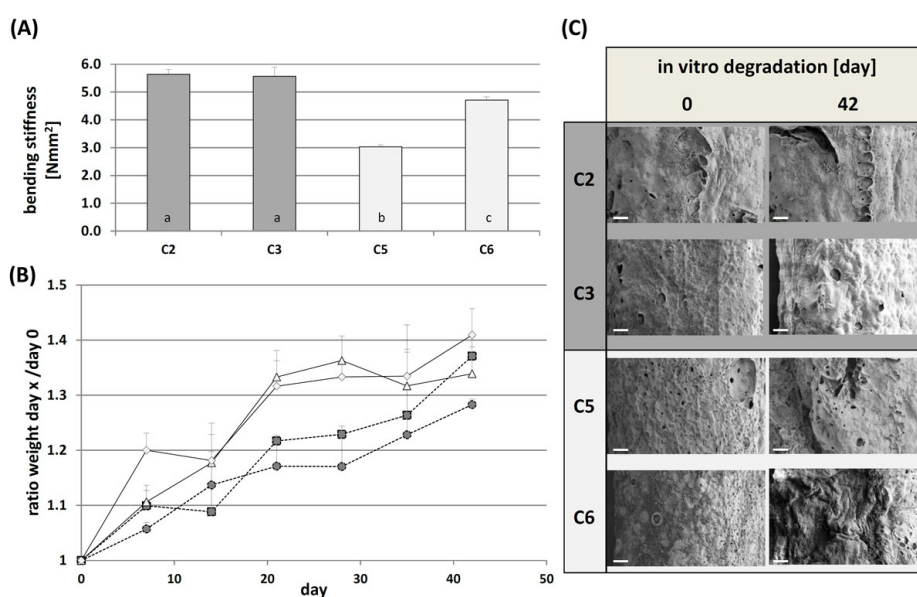 (A)
bending stiffness
[Nmm²]
6.0
5.0
4.0
3.0
2.0
1.0
0.0
a
a
b
c
C2
C3
C5
C6
(B)
ratio weight day x /day 0
1.5
1.4
1.3
1.2
1.1
1
0
10
20
30
40
50
day
(C)
in vitro degradation [day]
0
42
C2
C3
C5
C6